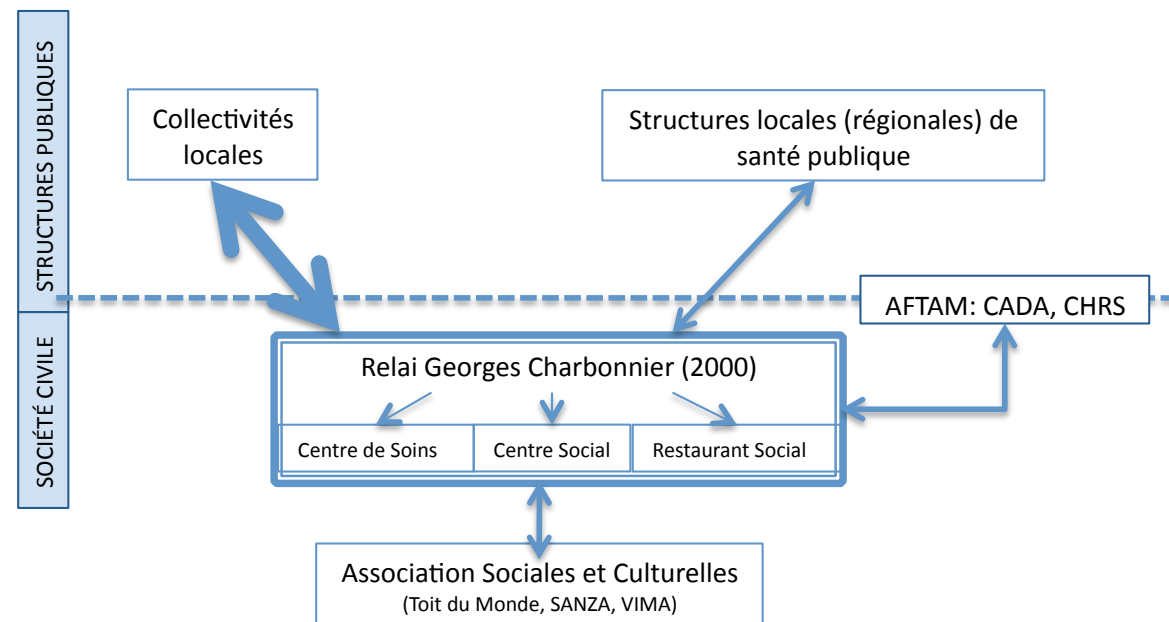 STRUCTURES PUBLIQUES
Collectivités
locales
Structures locales (régionales) de
santé publique
AFTAM: CADA, CHRS
SOCIÉTÉ CIVILE
Relai Georges Charbonnier (2000)
Centre de Soins
Centre Social
Restaurant Social
Association Sociales et Culturelles
(Toit du Monde, SANZA, VIMA)